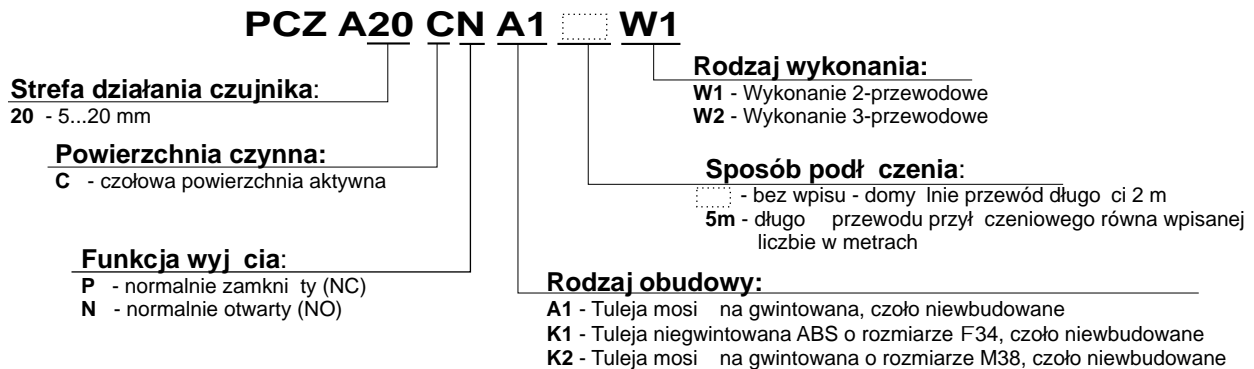 PCZ A20 CN A1 W1
Strefa działania czujnika:
20 - 5...20 mm
Powierzchnia czynna:
C - czołowa powierzchnia aktywna
Funkcja wyj cia:
P - normalnie zamkni ty (NC)
N - normalnie otwarty (NO)
Rodzaj wykonania:
W1 - Wykonanie 2-przewodowe
W2 - Wykonanie 3-przewodowe
Sposób podł czenia:
- bez wpisu - domy lnie przewód długo ci 2 m
5m - długo przewodu przył czeniowego równa wpisanej
liczbie w metrach
Rodzaj obudowy:
A1 - Tuleja mosi na gwintowana, czoło niewbudowane
K1 - Tuleja niegwintowana ABS o rozmiarze F34, czoło niewbudowane
K2 - Tuleja mosi na gwintowana o rozmiarze M38, czoło niewbudowane